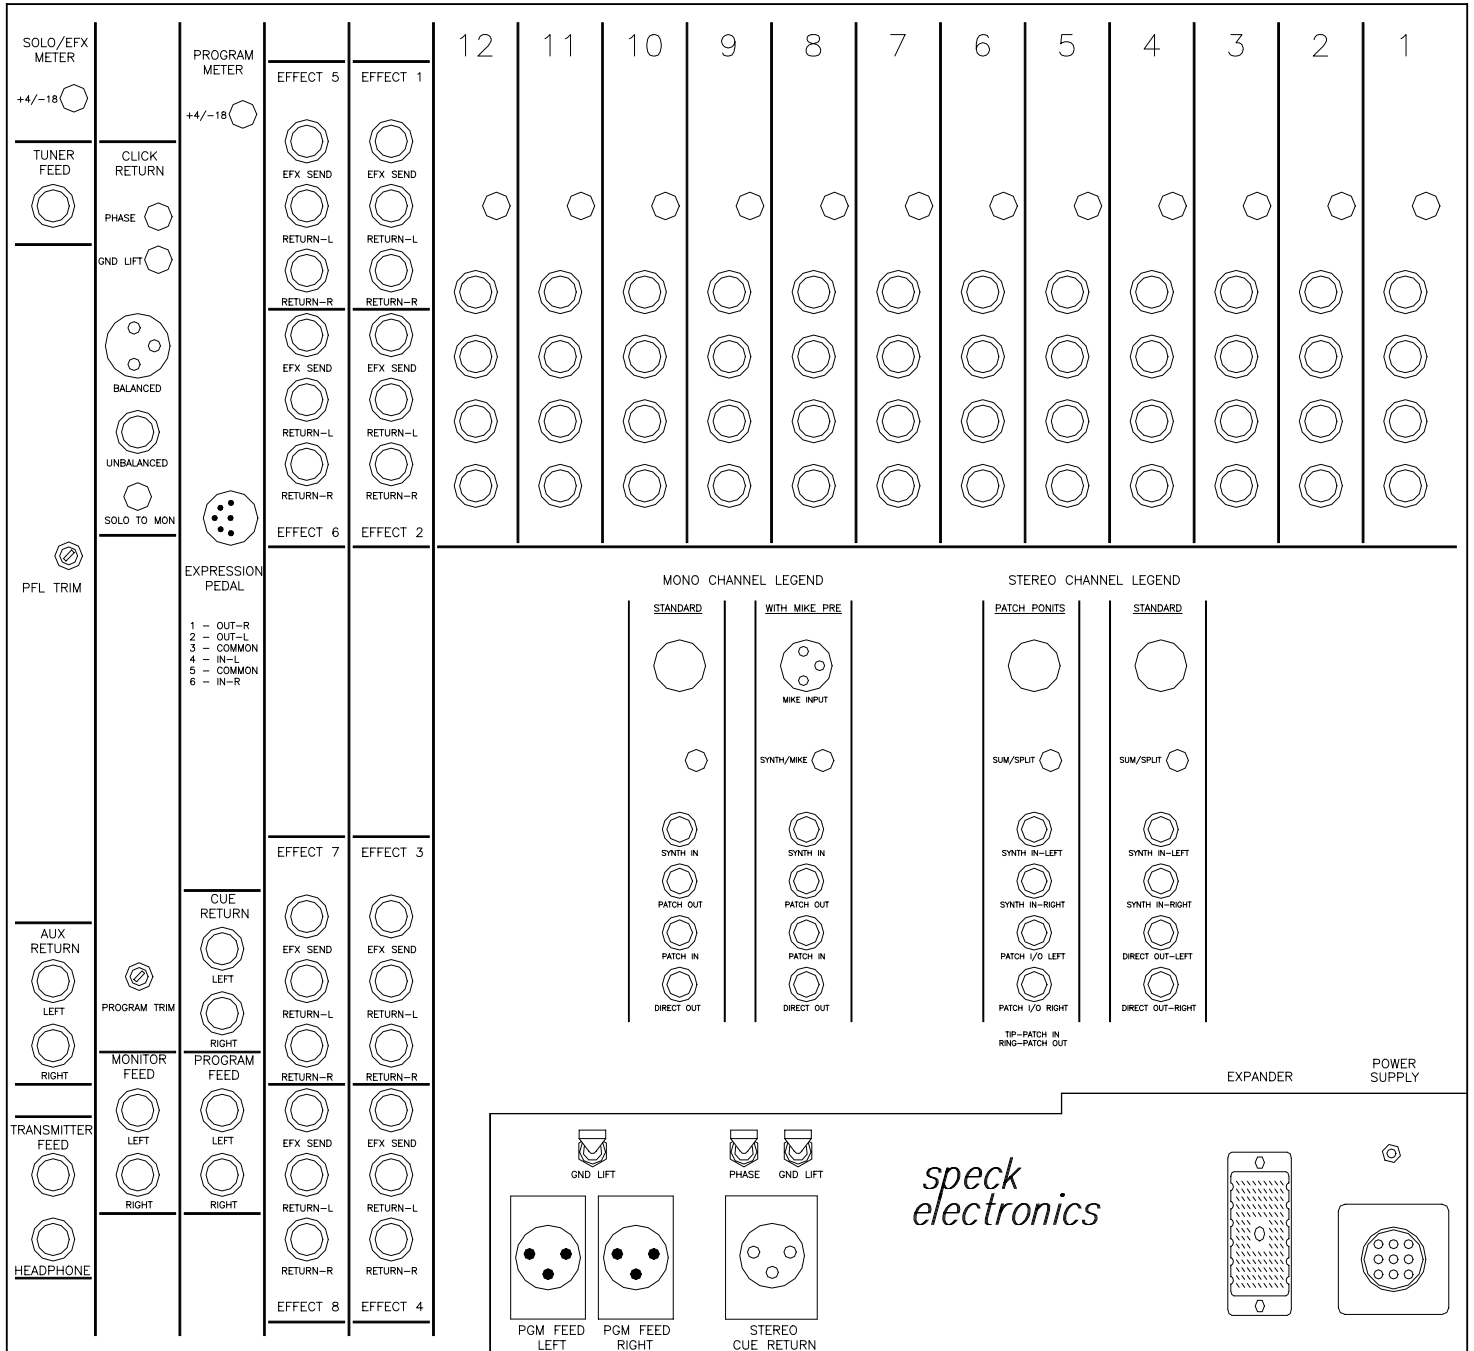 SOLO/EFX
METER
+4/-18
TUNER
FEED
PFL TRIM
AUX
RETURN
LEFT
RIGHT
TRANSMITTER
FEED
HEADPHONE
CLICK
RETURN
PHASE
GND LIFT
BALANCED
UNBALANCED
SOLO TO MON
PROGRAM TRIM
MONITOR
FEED
LEFT
RIGHT
PROGRAM
METER
+4/-18
EXPRESSION
PEDAL
1 - OUT-R
2 - OUT-L
3 - COMMON
4 - IN-L
5 - COMMON
6 - IN-R
CUE
RETURN
LEFT
RIGHT
PROGRAM
FEED
LEFT
RIGHT
EFFECT 5
EFX SEND
RETURN-L
RETURN-R
EFX SEND
RETURN-L
RETURN-R
EFFECT 6
EFFECT 7
EFX SEND
RETURN-L
RETURN-R
EFX SEND
RETURN-L
RETURN-R
EFFECT 8
EFFECT 1
EFX SEND
RETURN-L
RETURN-R
EFX SEND
RETURN-L
RETURN-R
EFFECT 2
EFFECT 3
EFX SEND
RETURN-L
RETURN-R
EFX SEND
RETURN-L
RETURN-R
EFFECT 4
12 11 10 9 8 7 6 5 4 3 2 1
MONO CHANNEL LEGEND
STANDARD
SYNTH IN
PATCH OUT
PATCH IN
DIRECT OUT
WITH MIKE PRE
MIKE INPUT
SYNTH/MIKE
SYNTH IN
PATCH OUT
PATCH IN
DIRECT OUT
STEREO CHANNEL LEGEND
PATCH PONITS
SUM/SPLIT
SYNTH IN-LEFT
SYNTH IN-RIGHT
PATCH I/O LEFT
PATCH I/O RIGHT
TIP-PATCH IN
RING-PATCH OUT
STANDARD
SUM/SPLIT
SYNTH IN-LEFT
SYNTH IN-RIGHT
DIRECT OUT-LEFT
DIRECT OUT-RIGHT
EXPANDER
POWER
SUPPLY
GND LIFT
PHASE
GND LIFT
speck
electronics
PGM FEED
LEFT
PGM FEED
RIGHT
STEREO
CUE RETURN